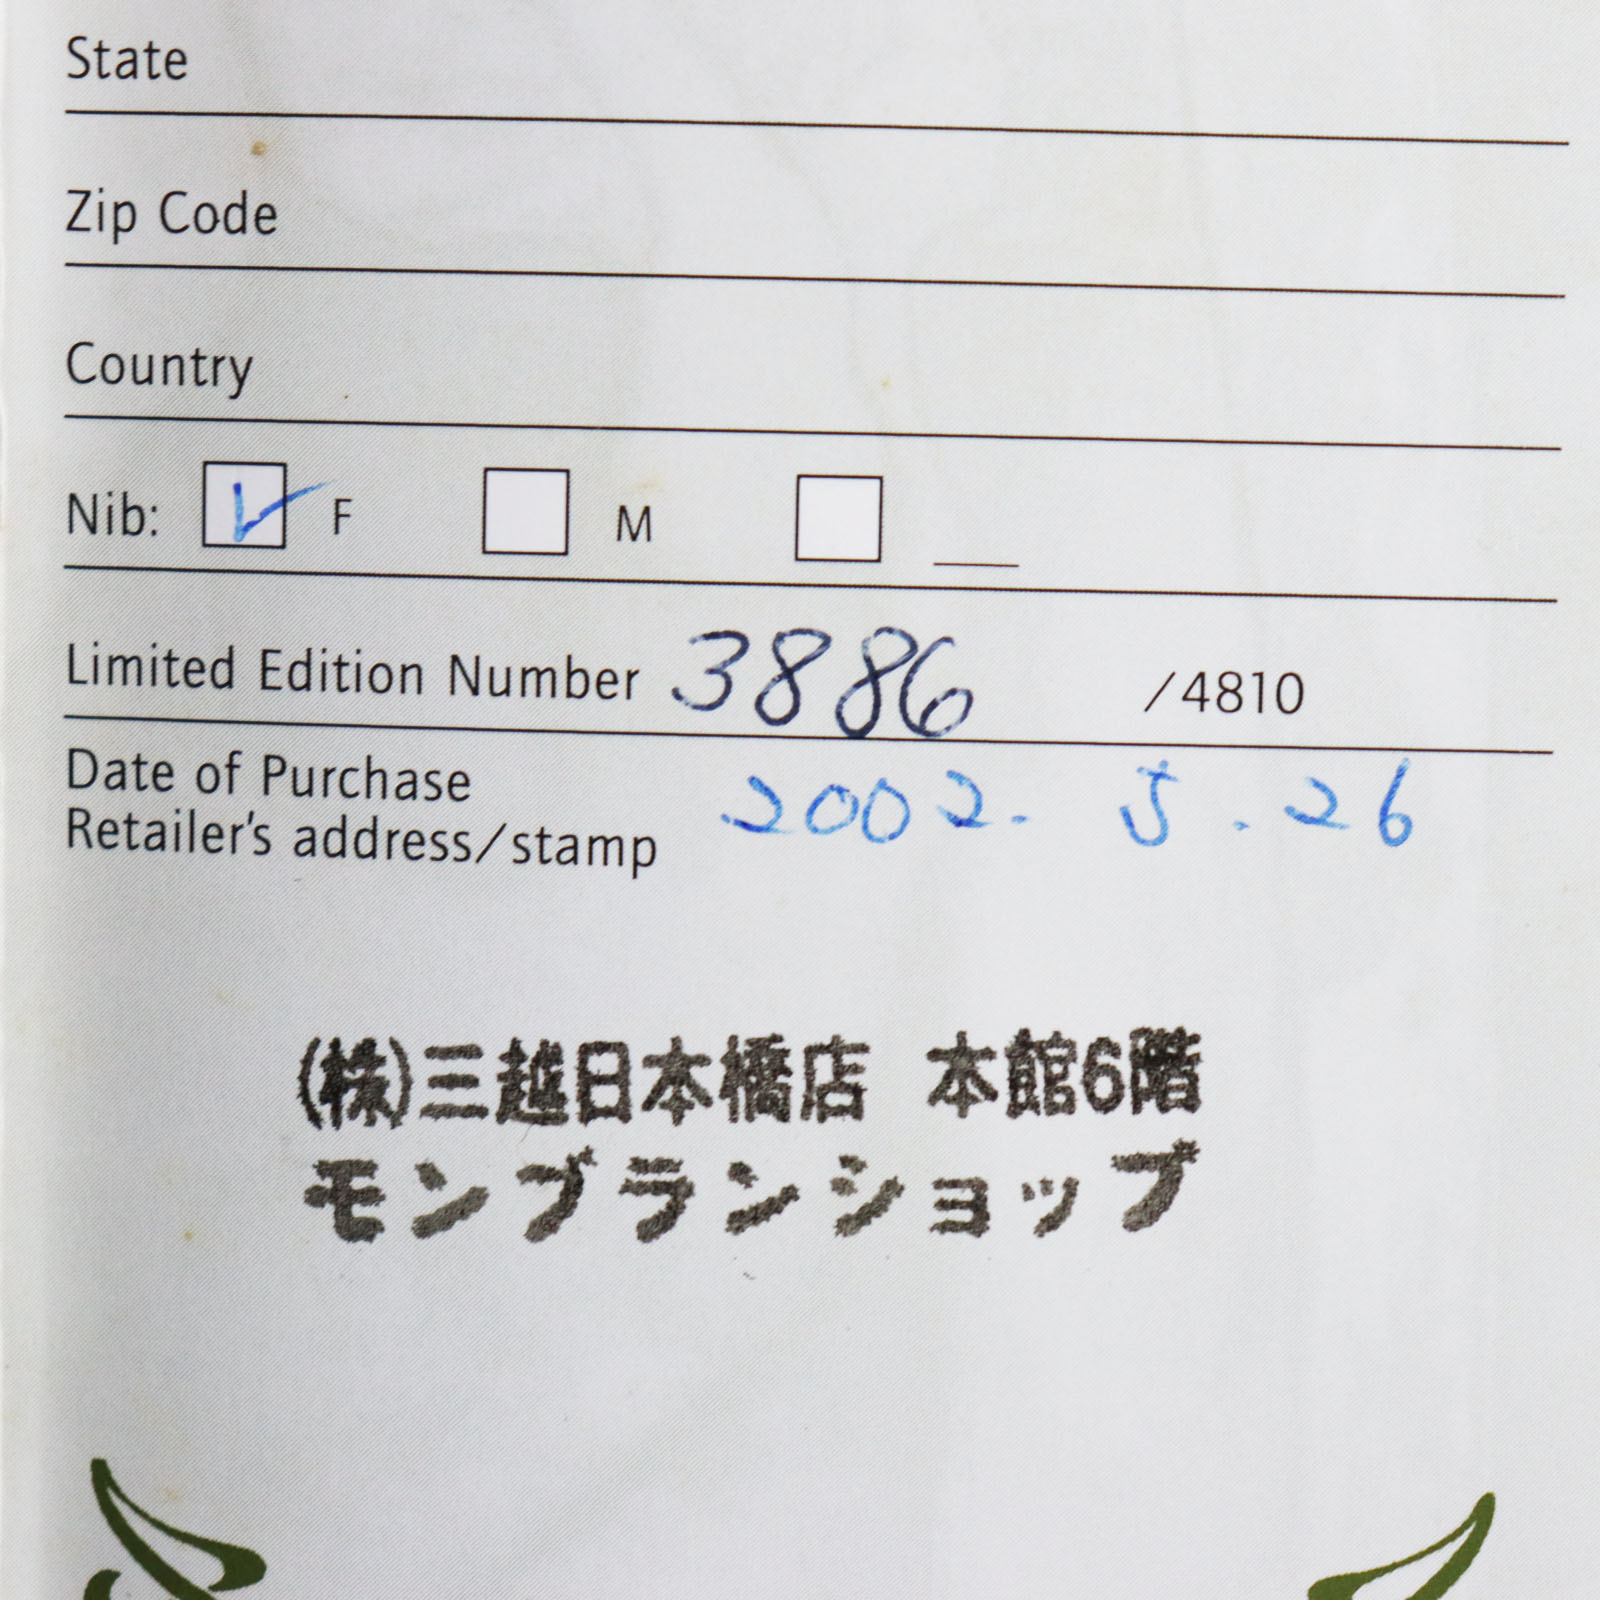 State
Zip Code
Country
Nib: F M
Limited Edition Number 3886 /4810
Date of Purchase 2002. 5. 26
Retailer's address/stamp
(株)三越日本橋店 本館6階
モンブランショップ